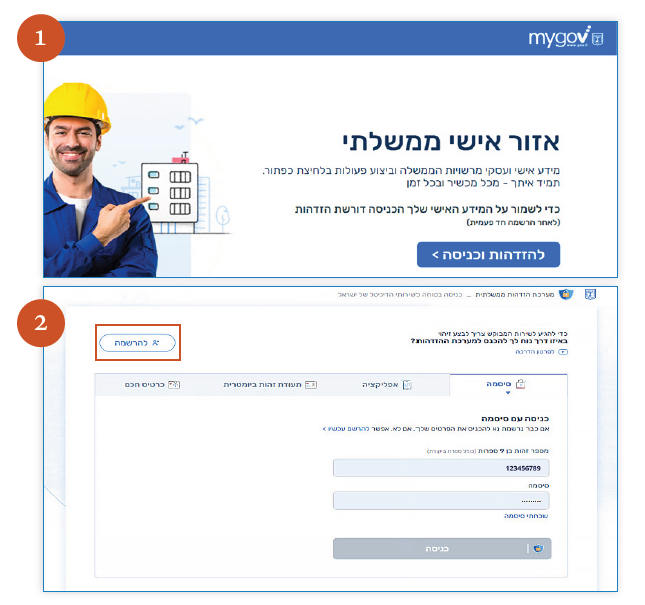 1
mygov
www.gov.il
אזור אישי ממשלתי
מידע אישי ועסקי מרשויות הממשלה וביצוע פעולות בלחיצת כפתור.
תמיד איתך - מכל מכשיר ובכל זמן
כדי לשמור על המידע האישי שלך הכניסה דורשת הזדהות
(לאחר הרשמה חד פעמית)
להזדהות וכניסה >
2
מערכת הזדהות ממשלתית ... כניסה בטוחה לשירותי הדיגיטל של ישראל
כדי להגיע לשירות המבוקש צריך לבצע זיהוי
באיזו דרך נוח לך להכנס למערכת ההזדהות?
לסרטון הדרכה
להרשמה
סיסמה
אפליקציה
תעודת זהות ביומטרית
כרטיס חכם
כניסה עם סיסמה
אם כבר נרשמת נא להכניס את הפרטים שלך, אם לא, אפשר להרשם עכשיו >
מספר זהות בן 9 ספרות (כולל ספרת ביקורת)
123456789
סיסמה
.........
שכחתי סיסמה
כניסה